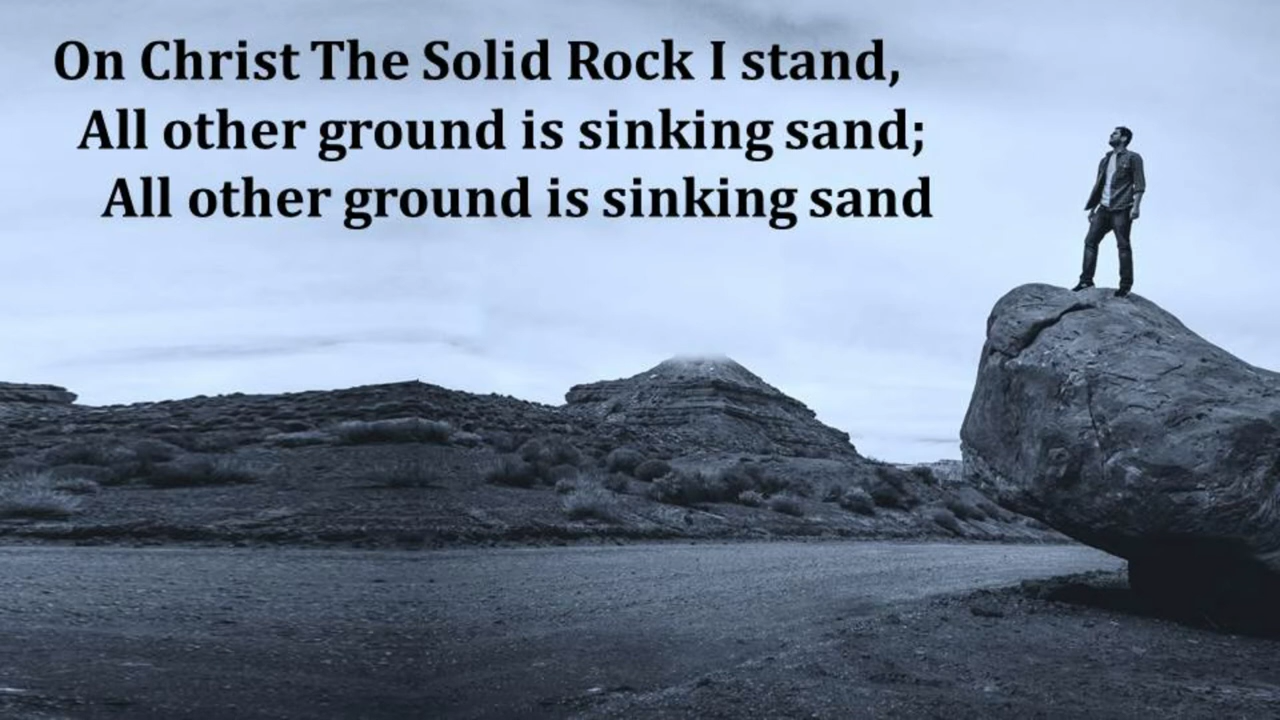 On Christ The Solid Rock I stand,
All other ground is sinking sand;
All other ground is sinking sand